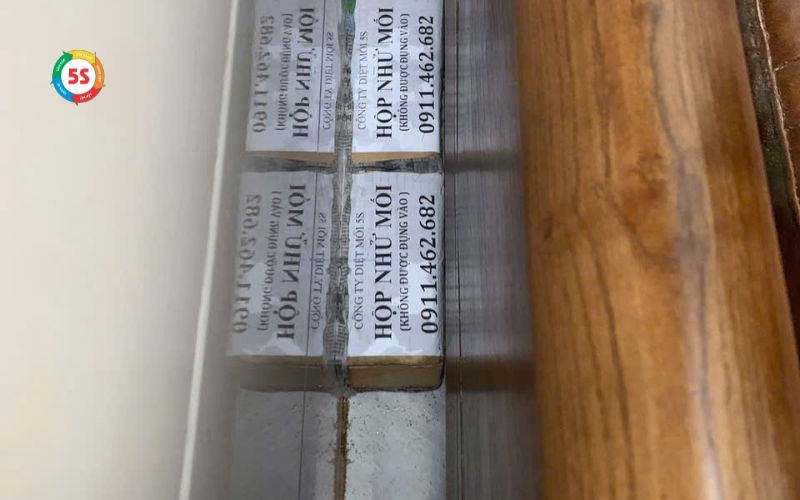 5S
CÔNG TY DIỆT MỐI 5S
HỘP NHỬ MỐI
(KHÔNG ĐƯỢC ĐỤNG VÀO)
0911.462.682
CÔNG TY DIỆT MỐI 5S
HỘP NHỬ MỐI
(KHÔNG ĐƯỢC ĐỤNG VÀO )
0911.462.682